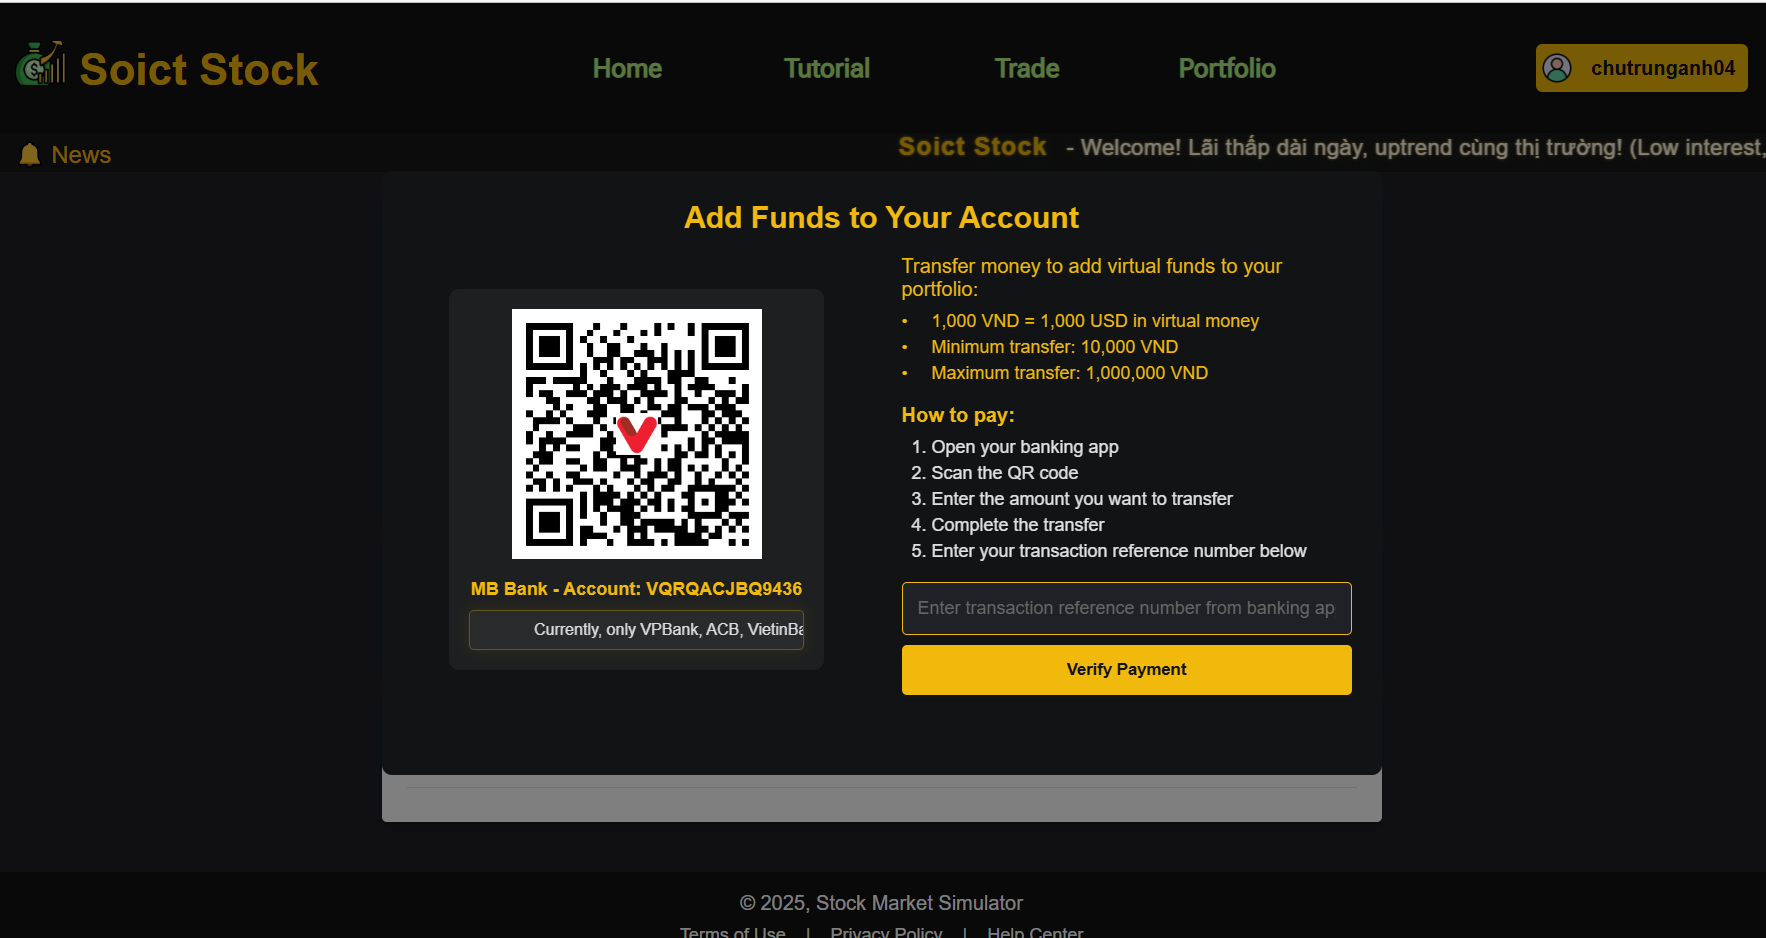 Soict Stock
Home
Tutorial
Trade
Portfolio
chutrunganh04
News
Soict Stock - Welcome! Lãi thấp dài ngày, uptrend cùng thị trường! (Low interest,
Add Funds to Your Account
MB Bank - Account: VQRQACJBQ9436
Currently, only VPBank, ACB, VietinBa
Transfer money to add virtual funds to your
portfolio:
• 1,000 VND = 1,000 USD in virtual money
• Minimum transfer: 10,000 VND
• Maximum transfer: 1,000,000 VND
How to pay:
1. Open your banking app
2. Scan the QR code
3. Enter the amount you want to transfer
4. Complete the transfer
5. Enter your transaction reference number below
Enter transaction reference number from banking ap
Verify Payment
© 2025, Stock Market Simulator
Terms of Use | Privacy Policy | Help Center